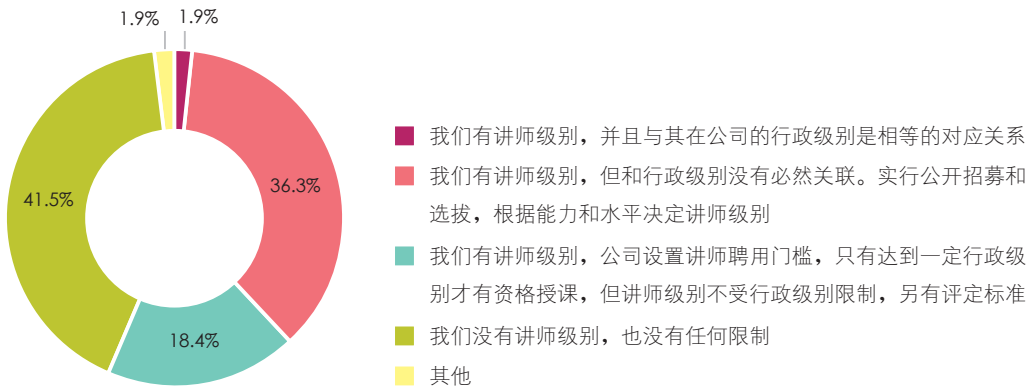 1.9%
1.9%
36.3%
41.5%
18.4%
我们有讲师级别，并且与其在公司的行政级别是相等的对应关系
我们有讲师级别，但和行政级别没有必然关联。实行公开招募和
选拔，根据能力和水平决定讲师级别
我们有讲师级别，公司设置讲师聘用门槛，只有达到一定行政级
别才有资格授课，但讲师级别不受行政级别限制，另有评定标准
我们没有讲师级别，也没有任何限制
其他